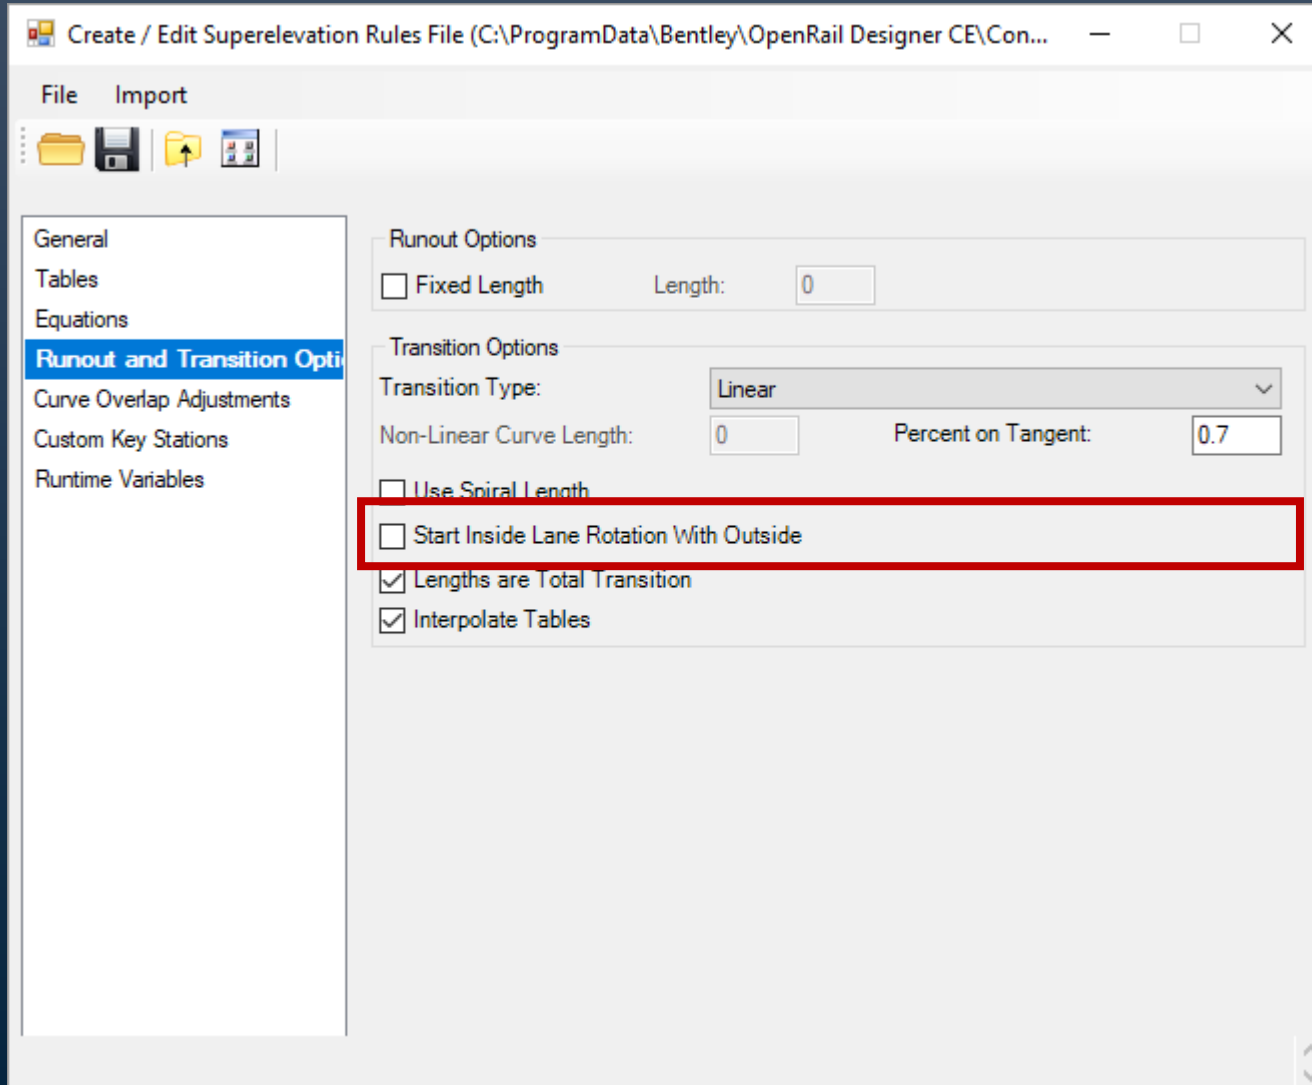 Create / Edit Superelevation Rules File (C:\ProgramData\Bentley\OpenRail Designer CE\Con...
File Import
General
Tables
Equations
Runout and Transition Opti
Curve Overlap Adjustments
Custom Key Stations
Runtime Variables
Runout Options
Fixed Length Length: 0
Transition Options
Transition Type: Linear
Non-Linear Curve Length: 0 Percent on Tangent: 0.7
Use Spiral Length
Start Inside Lane Rotation With Outside
Lengths are Total Transition
Interpolate Tables